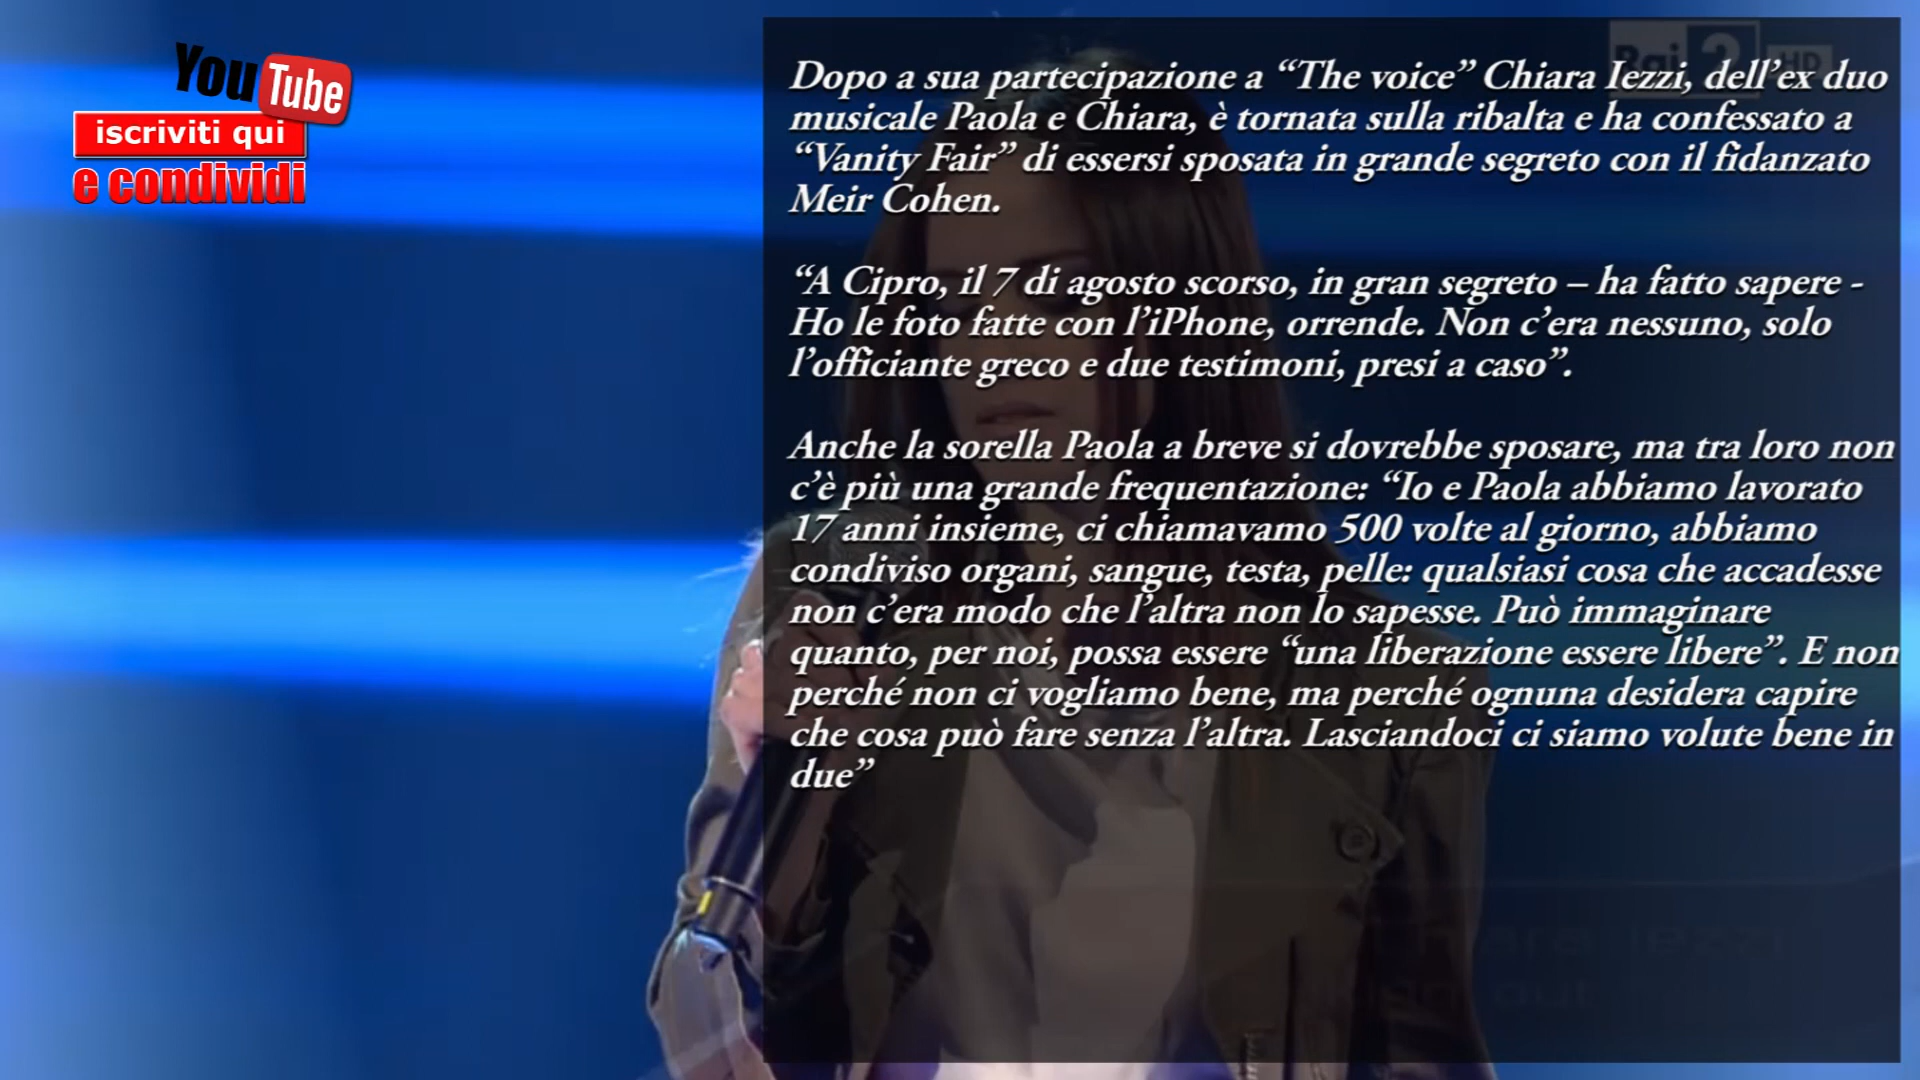 YouTube
iscriviti qui
e condividi
Rai 2 HD
Dopo a sua partecipazione a “The voice” Chiara Iezzi, dell’ex duo
musicale Paola e Chiara, è tornata sulla ribalta e ha confessato a
“Vanity Fair” di essersi sposata in grande segreto con il fidanzato
Meir Cohen.
“A Cipro, il 7 di agosto scorso, in gran segreto – ha fatto sapere -
Ho le foto fatte con l’iPhone, orrende. Non c’era nessuno, solo
l’officiante greco e due testimoni, presi a caso”.
Anche la sorella Paola a breve si dovrebbe sposare, ma tra loro non
c’è più una grande frequentazione: “Io e Paola abbiamo lavorato
17 anni insieme, ci chiamavamo 500 volte al giorno, abbiamo
condiviso organi, sangue, testa, pelle: qualsiasi cosa che accadesse
non c’era modo che l’altra non lo sapesse. Può immaginare
quanto, per noi, possa essere “una liberazione essere libere”. E non
perché non ci vogliamo bene, ma perché ognuna desidera capire
che cosa può fare senza l’altra. Lasciandoci ci siamo volute bene in
due”
Chiara Iezzi